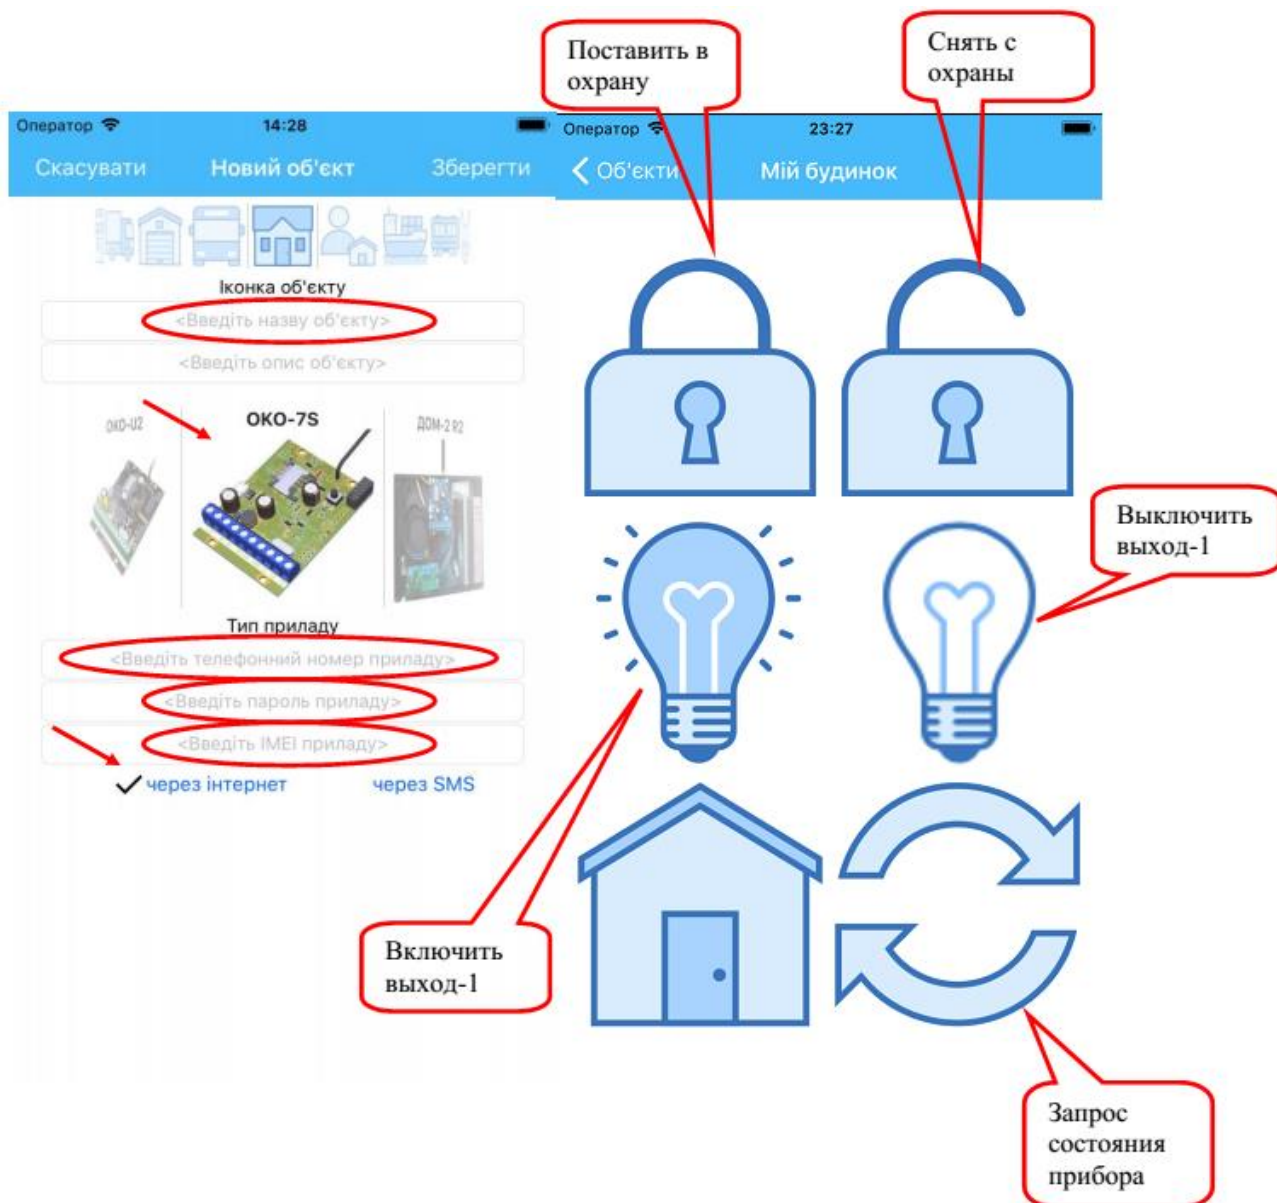 Поставить в
охрану
Снять с
охраны
Оператор 14:28
Скасувати Новий об'єкт Зберегти
Іконка об'єкту
<Введіть назву об'єкту>
<Введіть опис об'єкту>
ОКО-U2 ОКО-7S ДОМ-2 R2
Тип приладу
<Введіть телефонний номер приладу>
<Введіть пароль приладу>
<Введіть IMEI приладу>
через інтернет через SMS
Оператор 23:27
Об'єкти Мій будинок
Выключить
выход-1
Включить
выход-1
Запрос
состояния
прибора